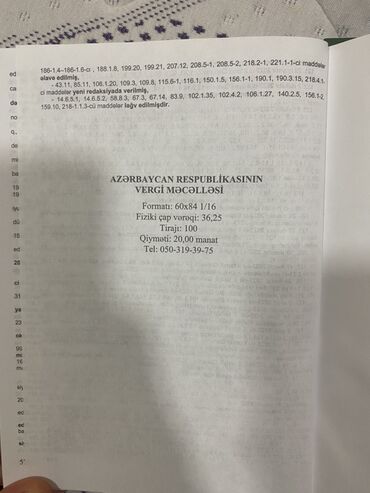 186-1.4–186-1.6-cı , 188.1.8, 199.20, 199.21, 207.12, 208.5-1, 208.5-2, 218.2-1, 221.1-1-ci maddələr
əlavə edilmiş,
- 43.11, 85.11, 106.1.20, 109.3, 109.8, 115.6-1, 116.1, 150.1.5, 156.1-1, 190.1, 190.3.15, 218.4.1-
ci maddələr yeni redaksiyada verilmiş,
- 14.6.5.1, 14.6.5.2, 58.8.3, 67.3, 67.14, 83.9, 102.1.35, 102.4.2, 106.1.27, 140.2.5, 156.1-2,
159.10, 218-1.1.3-cü maddələr ləğv edilmişdir.
AZƏRBAYCAN RESPUBLİKASININ
VERGİ MƏCƏLLƏSİ
Formatı: 60x84 1/16
Fiziki çap vərəqi: 36,25
Tirajı: 100
Qiyməti: 20,00 manat
Tel: 050-319-39-75